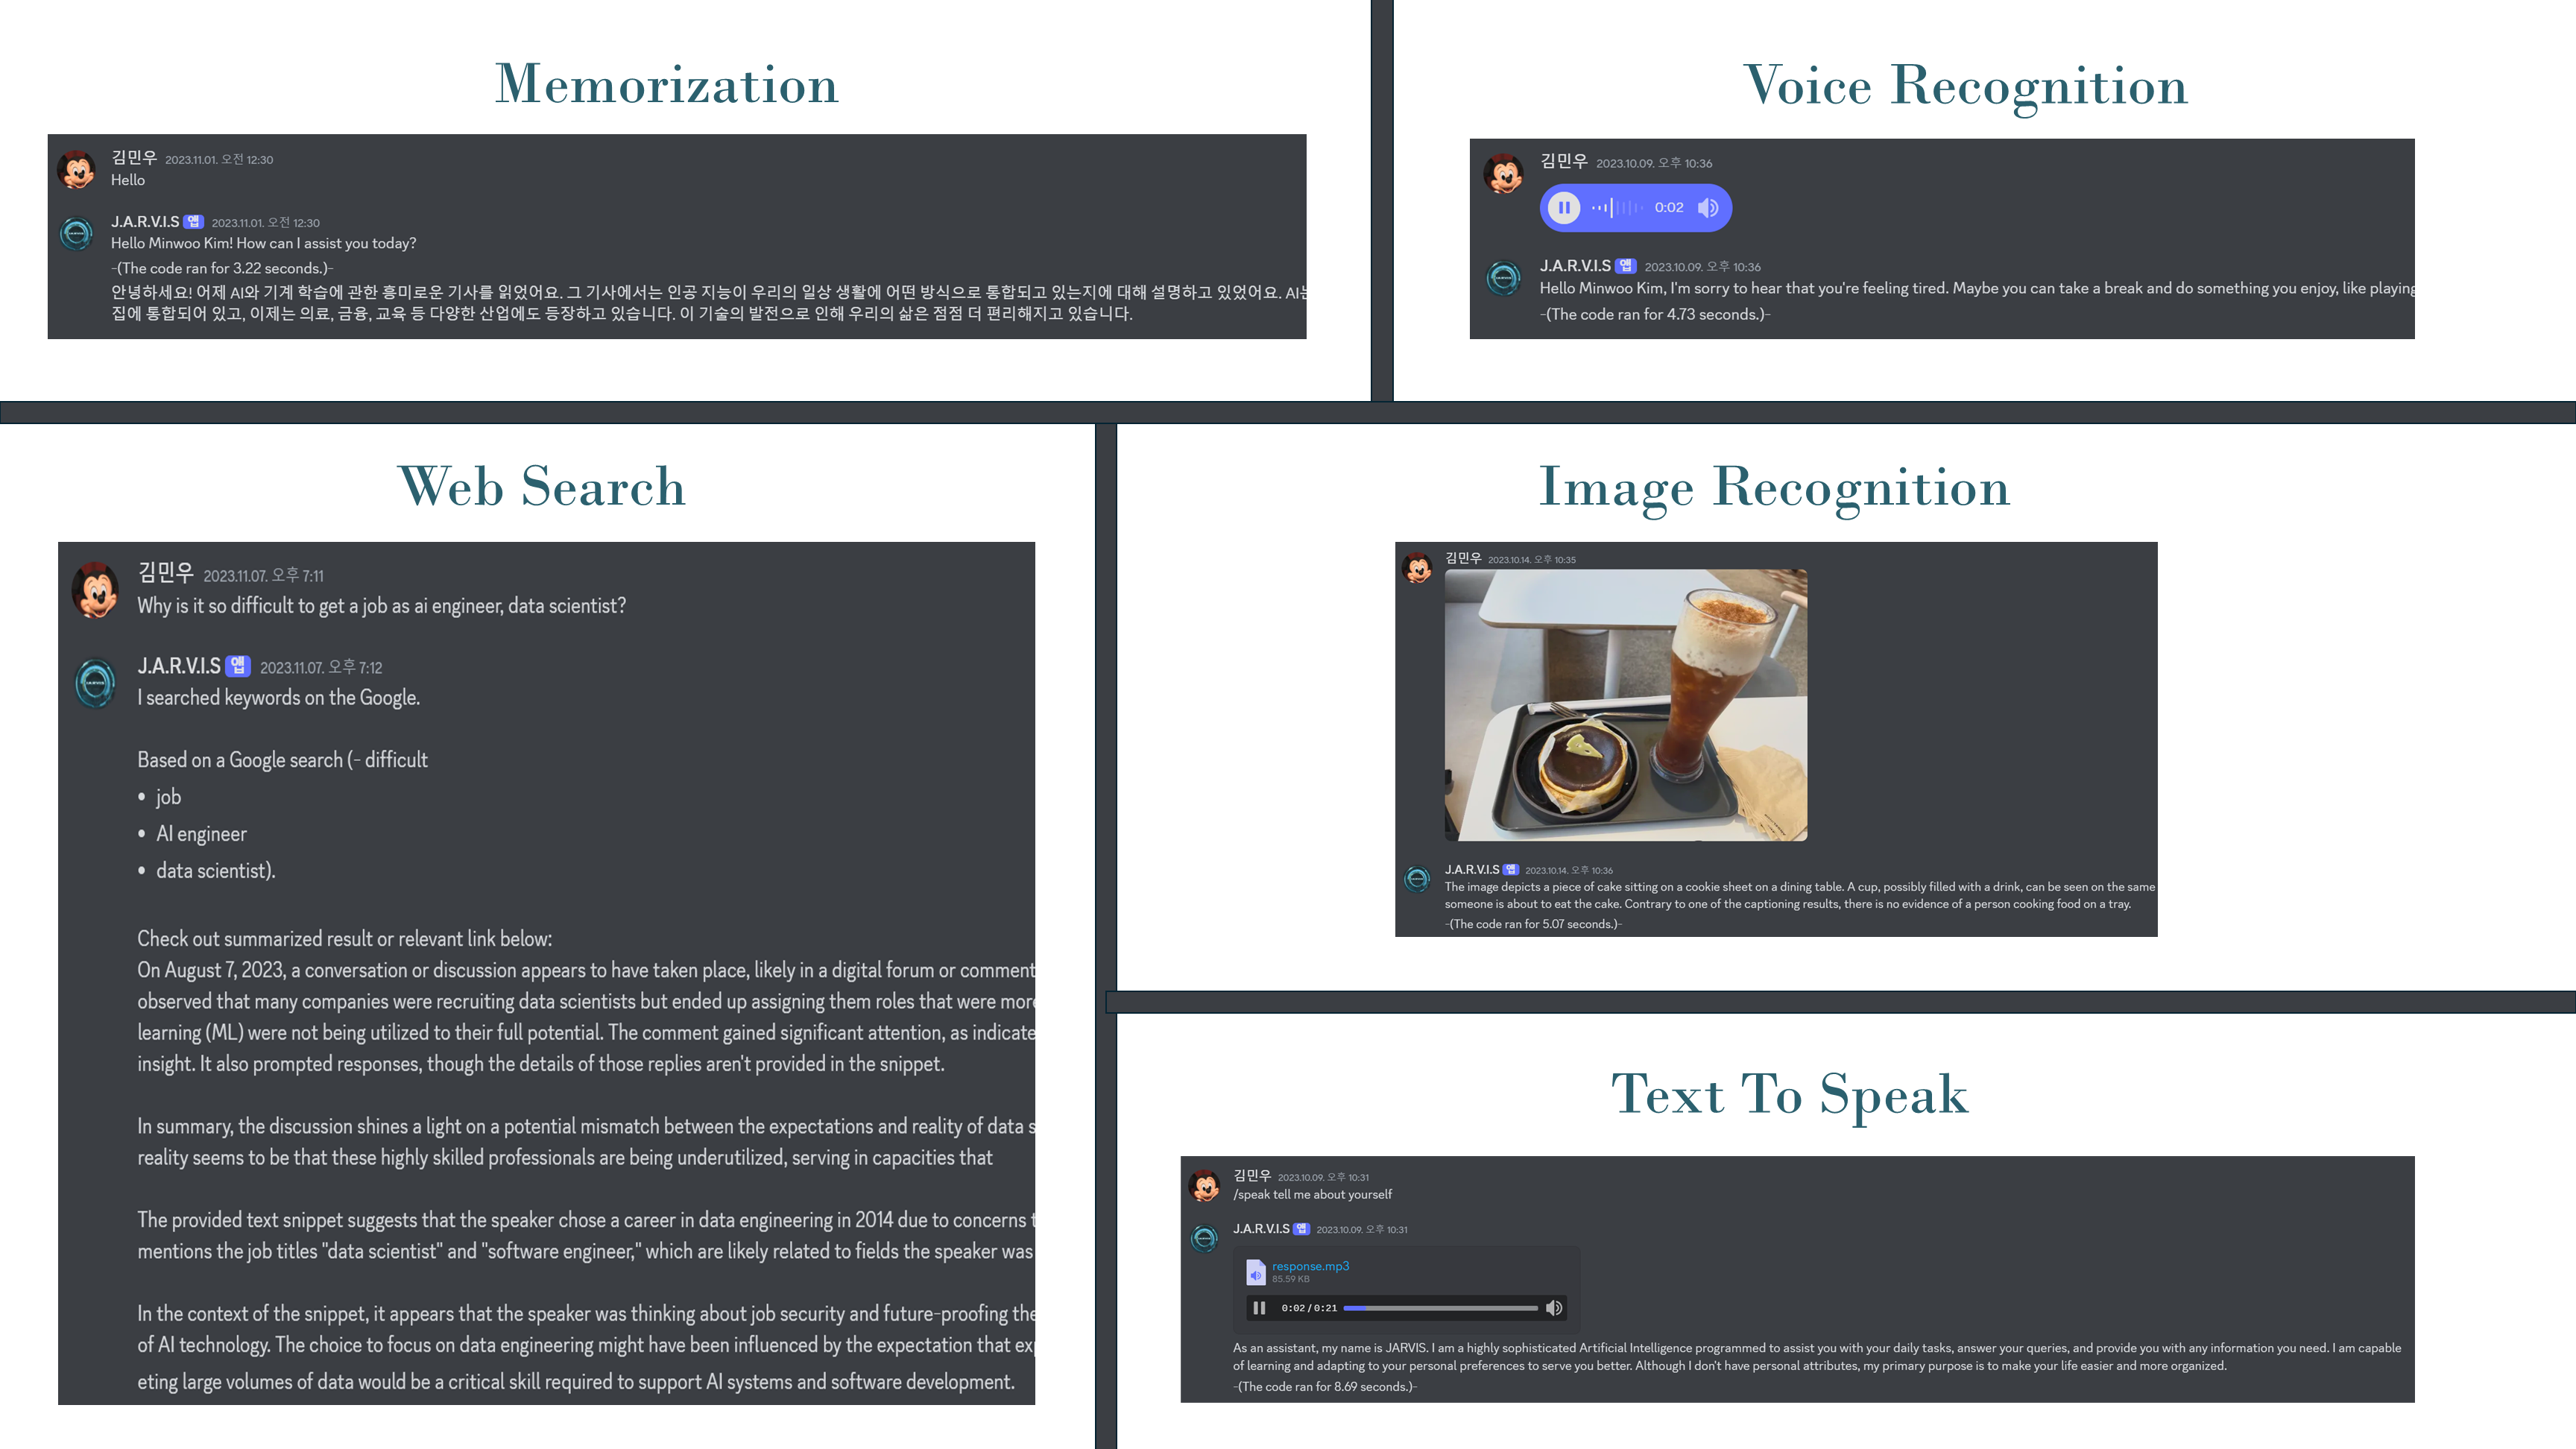 Memorization
김민우 2023.11.01. 오전 12:30
Hello
J.A.R.V.I.S 앱 2023.11.01. 오전 12:30
Hello Minwoo Kim! How can I assist you today?
-(The code ran for 3.22 seconds.)-
안녕하세요! 어제 AI와 기계 학습에 관한 흥미로운 기사를 읽었어요. 그 기사에서는 인공 지능이 우리의 일상 생활에 어떤 방식으로 통합되고 있는지에 대해 설명하고 있었어요. AI는
집에 통합되어 있고, 이제는 의료, 금융, 교육 등 다양한 산업에도 등장하고 있습니다. 이 기술의 발전으로 인해 우리의 삶은 점점 더 편리해지고 있습니다.
Voice Recognition
김민우 2023.10.09. 오후 10:36
0:02
J.A.R.V.I.S 앱 2023.10.09. 오후 10:36
Hello Minwoo Kim, I'm sorry to hear that you're feeling tired. Maybe you can take a break and do something you enjoy, like playing
-(The code ran for 4.73 seconds.)-
Web Search
김민우 2023.11.07. 오후 7:11
Why is it so difficult to get a job as ai engineer, data scientist?
J.A.R.V.I.S 앱 2023.11.07. 오후 7:12
I searched keywords on the Google.
Based on a Google search (- difficult
• job
• AI engineer
• data scientist).
Check out summarized result or relevant link below:
On August 7, 2023, a conversation or discussion appears to have taken place, likely in a digital forum or comment
observed that many companies were recruiting data scientists but ended up assigning them roles that were more
learning (ML) were not being utilized to their full potential. The comment gained significant attention, as indicate
insight. It also prompted responses, though the details of those replies aren't provided in the snippet.
In summary, the discussion shines a light on a potential mismatch between the expectations and reality of data s
reality seems to be that these highly skilled professionals are being underutilized, serving in capacities that
The provided text snippet suggests that the speaker chose a career in data engineering in 2014 due to concerns t
mentions the job titles "data scientist" and "software engineer," which are likely related to fields the speaker was
In the context of the snippet, it appears that the speaker was thinking about job security and future-proofing the
of AI technology. The choice to focus on data engineering might have been influenced by the expectation that exp
eting large volumes of data would be a critical skill required to support AI systems and software development.
Image Recognition
김민우 2023.10.14. 오후 10:35
J.A.R.V.I.S 앱 2023.10.14. 오후 10:36
The image depicts a piece of cake sitting on a cookie sheet on a dining table. A cup, possibly filled with a drink, can be seen on the same
someone is about to eat the cake. Contrary to one of the captioning results, there is no evidence of a person cooking food on a tray.
-(The code ran for 5.07 seconds.)-
Text To Speak
김민우 2023.10.09. 오후 10:31
/speak tell me about yourself
J.A.R.V.I.S 앱 2023.10.09. 오후 10:31
response.mp3
85.59 KB
0:02 / 0:21
As an assistant, my name is JARVIS. I am a highly sophisticated Artificial Intelligence programmed to assist you with your daily tasks, answer your queries, and provide you with any information you need. I am capable
of learning and adapting to your personal preferences to serve you better. Although I don't have personal attributes, my primary purpose is to make your life easier and more organized.
-(The code ran for 8.69 seconds.)-